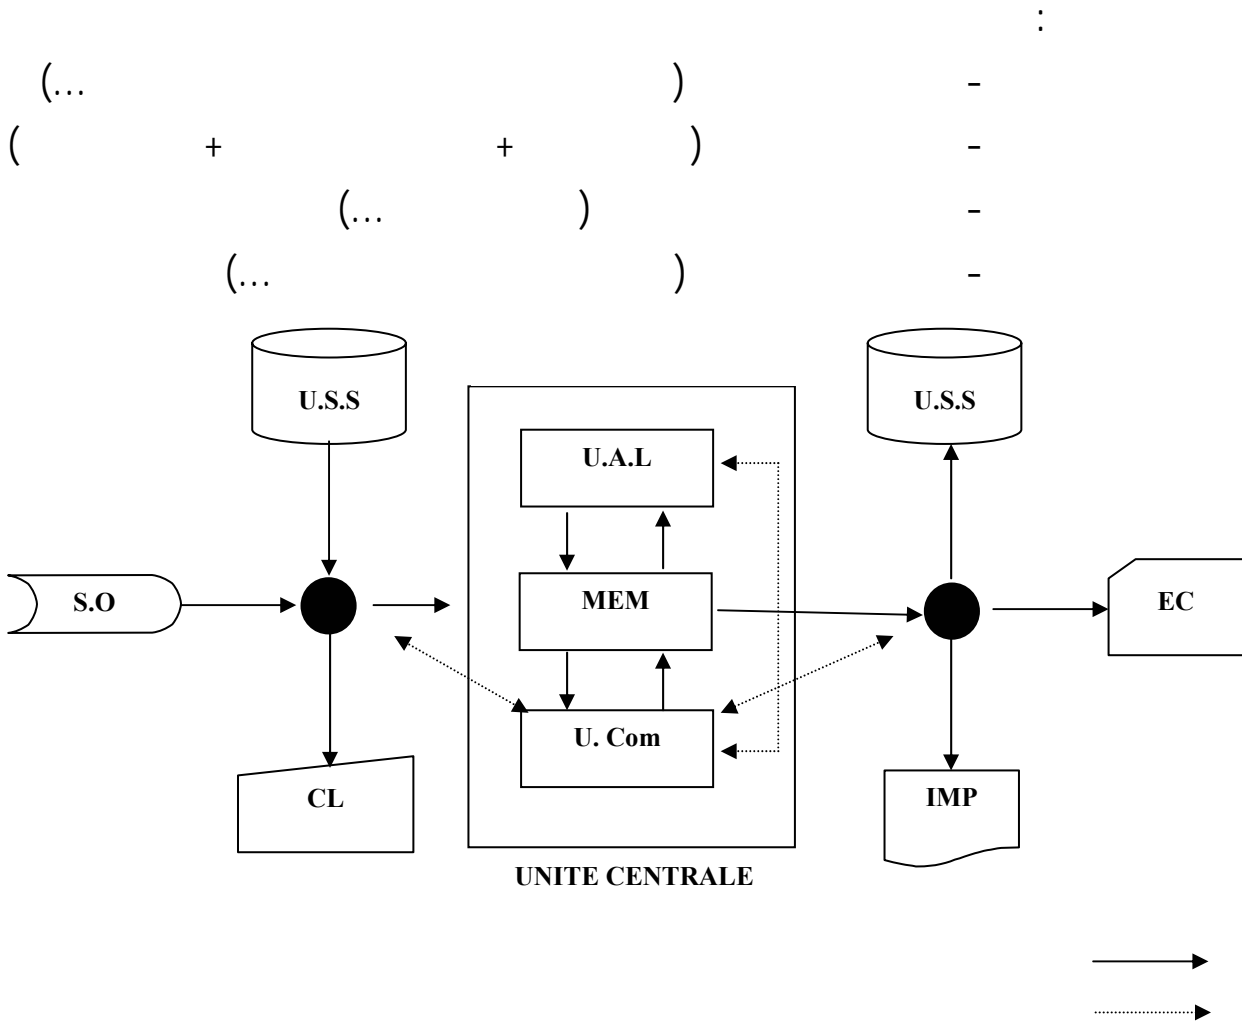 :
- ( ...)
- ( + + )
- ( ...)
- ( ...)
U.S.S
U.S.S
U.A.L
S.O
MEM
EC
U. Com
CL
IMP
UNITE CENTRALE